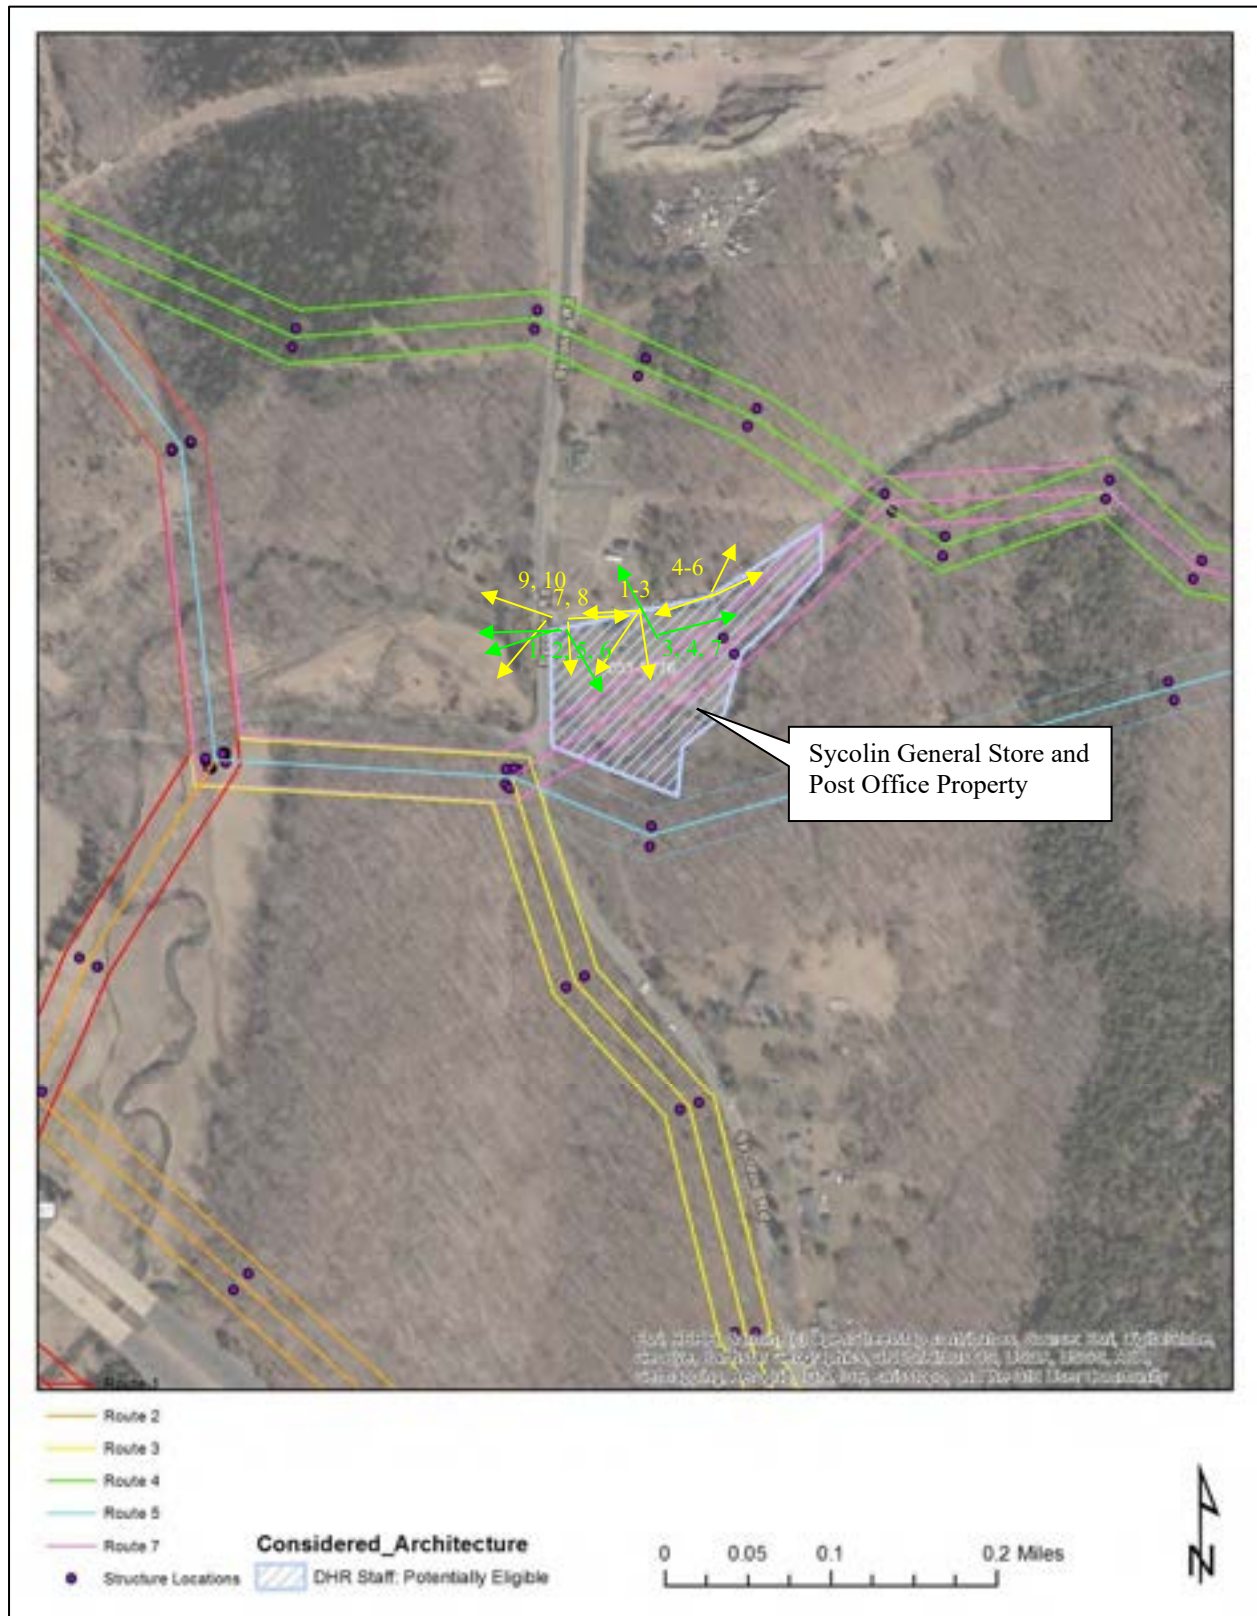 9, 10
7, 8
1-3
4-6
1, 2, 5, 6
3, 4, 7
Sycolin General Store and
Post Office Property
Route 1
Route 2
Route 3
Route 4
Route 5
Route 7
Structure Locations
Considered_Architecture
DHR Staff: Potentially Eligible
0 0.05 0.1 0.2 Miles
N